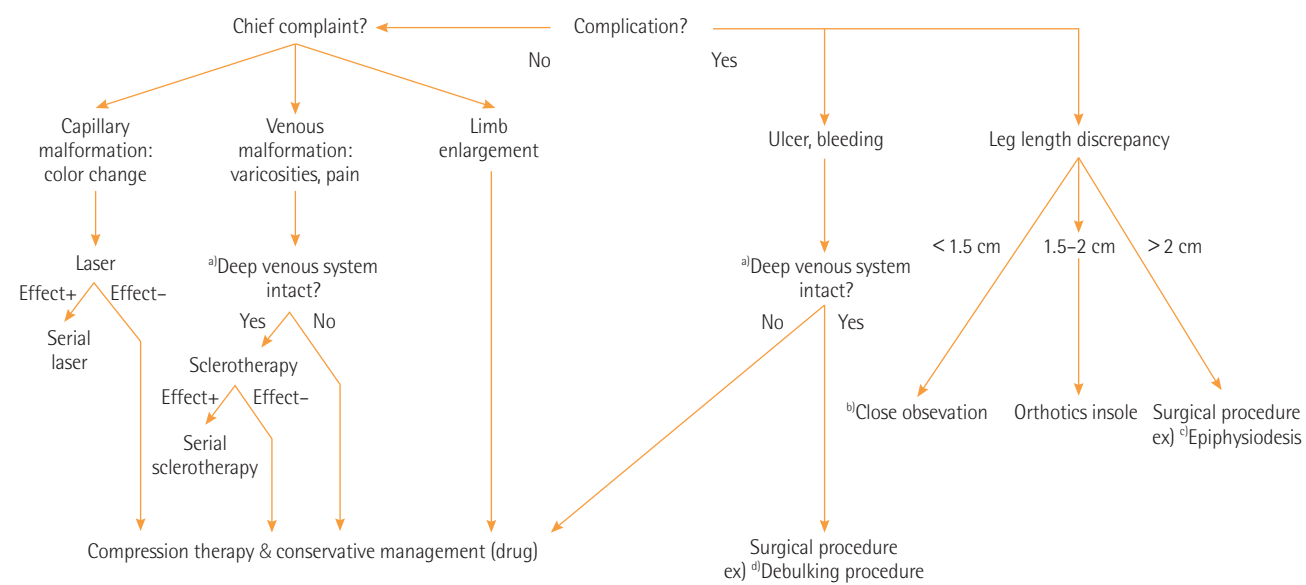 Chief complaint?
Complication?
No
Yes
Capillary
malformation:
color change
Venous
malformation:
varicosities, pain
Limb
enlargement
Ulcer, bleeding
Leg length discrepancy
Laser
Effect+
Effect−
Serial
laser
a)Deep venous system
intact?
Yes
No
Sclerotherapy
Effect+
Effect−
Serial
sclerotherapy
a)Deep venous system
intact?
No
Yes
< 1.5 cm
1.5–2 cm
> 2 cm
b)Close obsevation
Orthotics insole
Surgical procedure
ex) c)Epiphysiodesis
Compression therapy & conservative management (drug)
Surgical procedure
ex) d)Debulking procedure